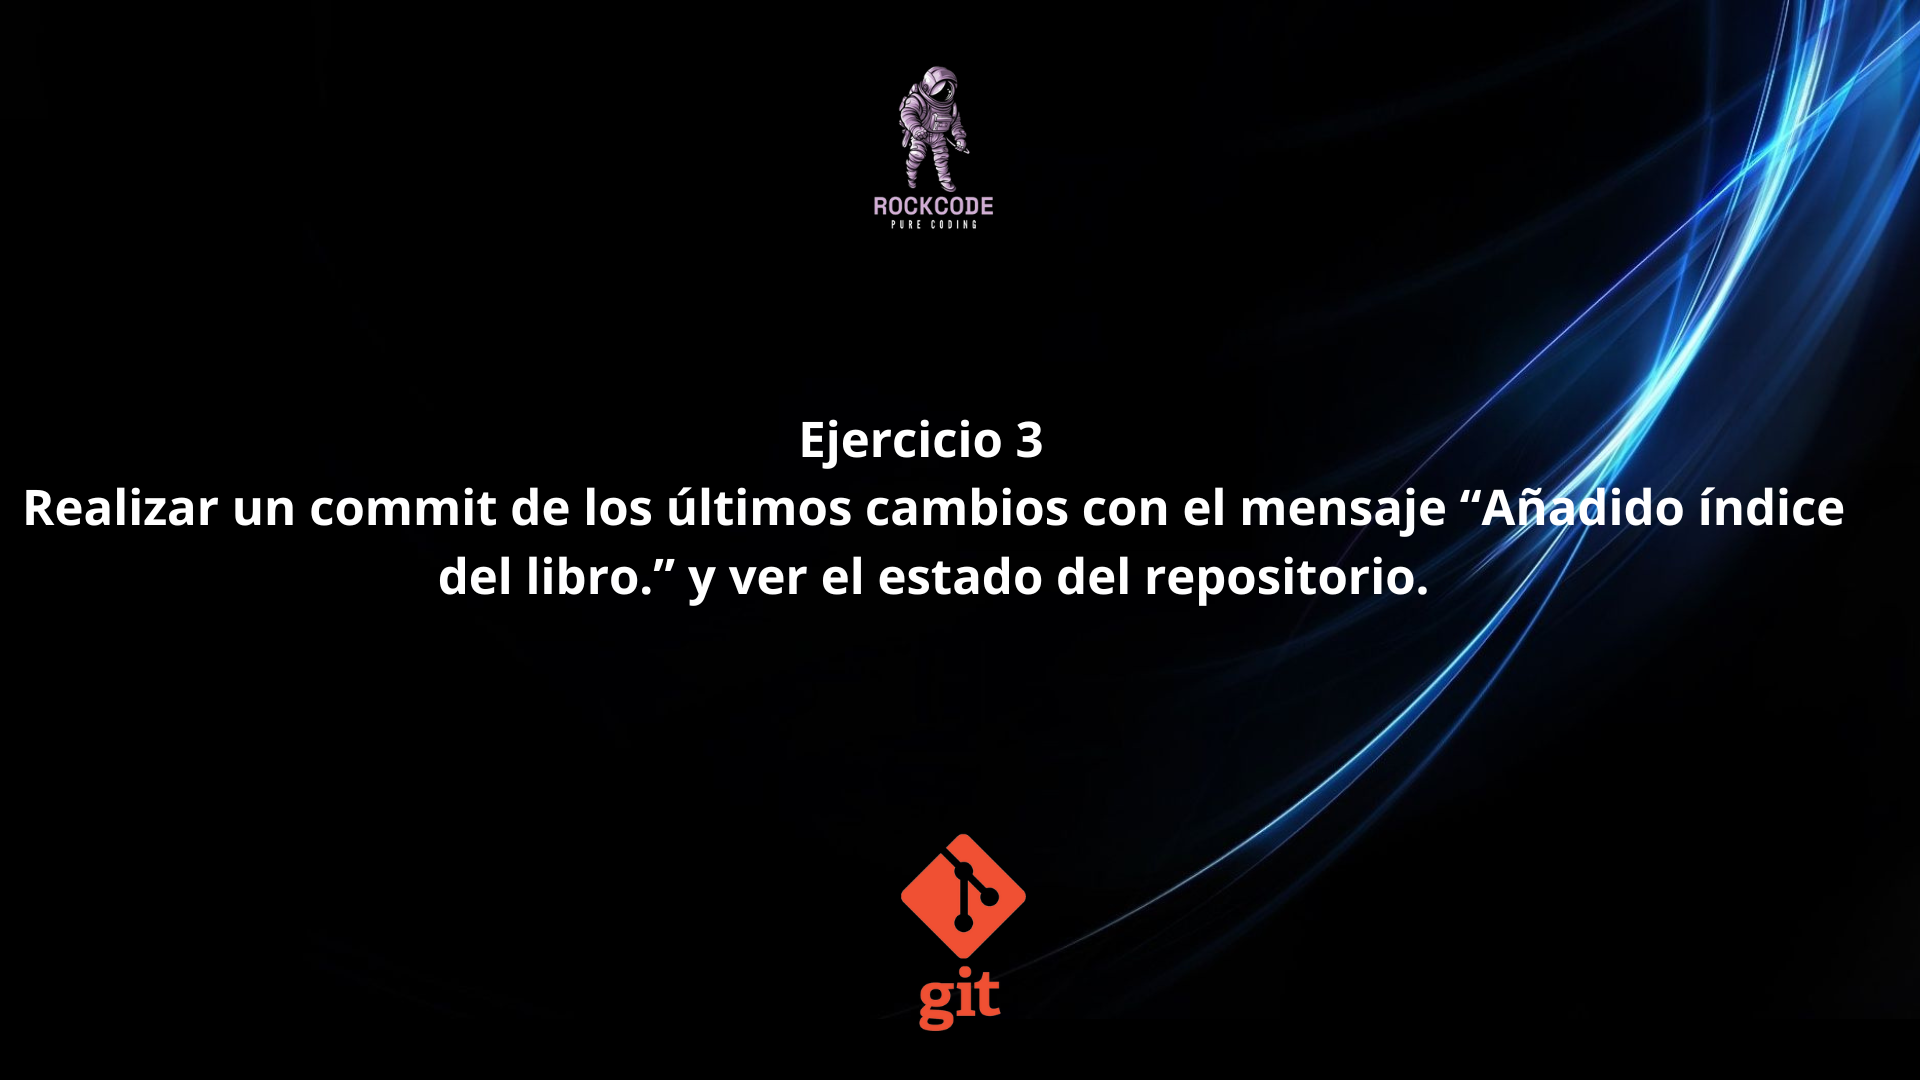 ROCKCODE
PURE CODING
Ejercicio 3
Realizar un commit de los últimos cambios con el mensaje “Añadido índice
del libro.” y ver el estado del repositorio.
git